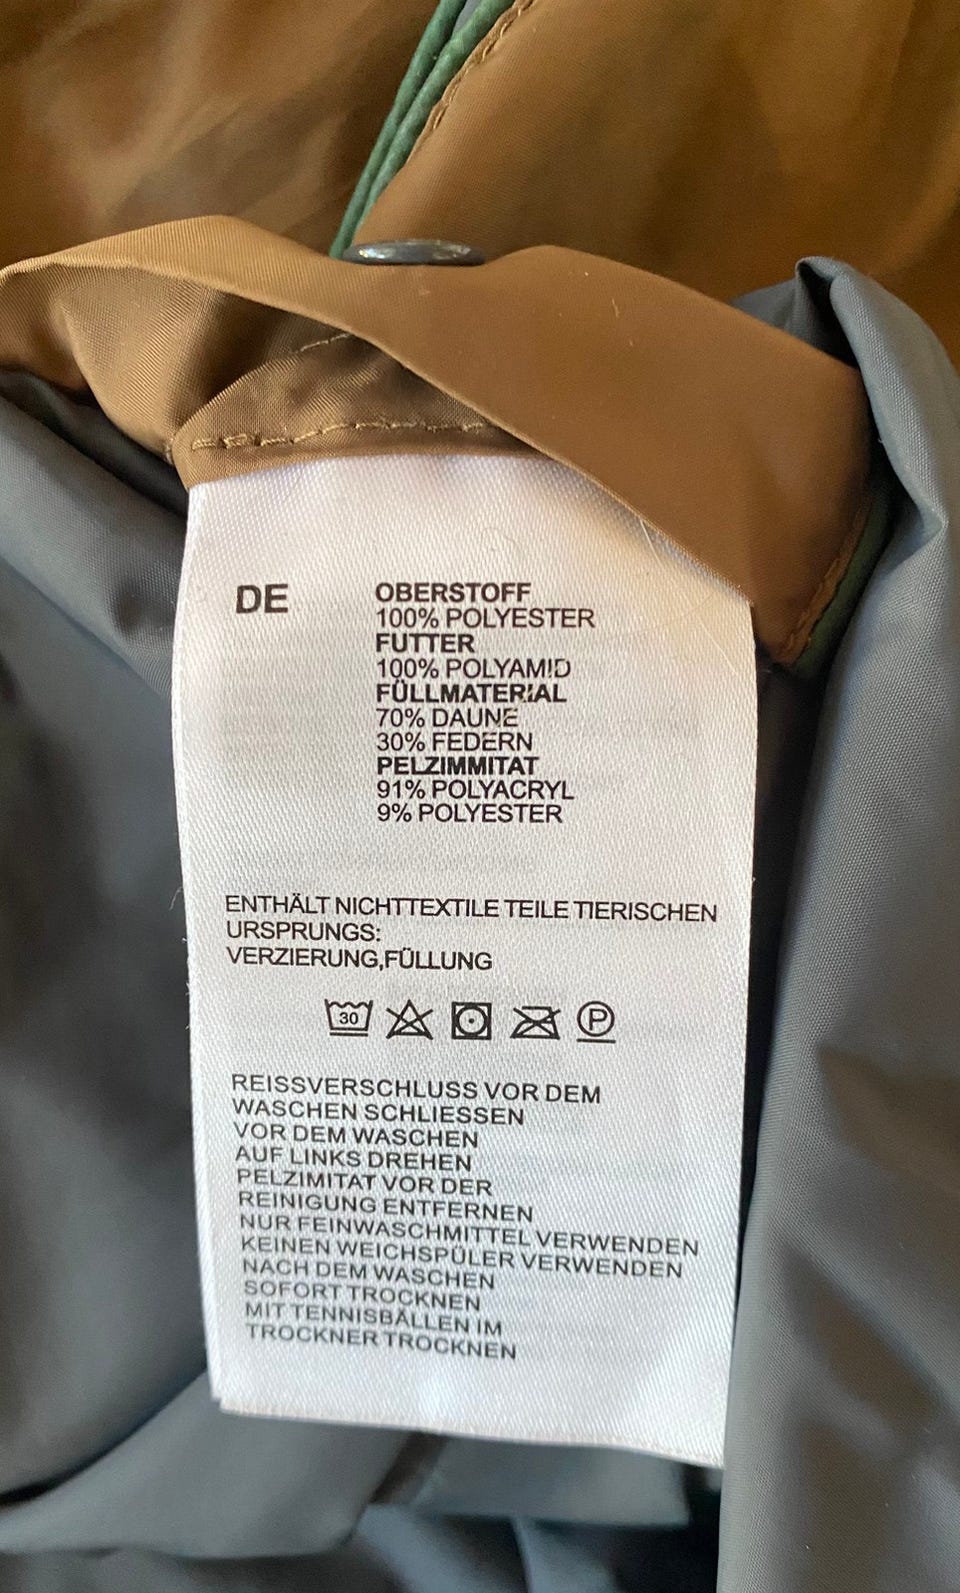 DE
OBERSTOFF
100% POLYESTER
FUTTER
100% POLYAMID
FÜLLMATERIAL
70% DAUNE
30% FEDERN
PELZIMMITAT
91% POLYACRYL
9% POLYESTER
ENTHÄLT NICHTTEXTILE TEILE TIERISCHEN
URSPRUNGS:
VERZIERUNG,FÜLLUNG
30 P
REISSVERSCHLUSS VOR DEM
WASCHEN SCHLIESSEN
VOR DEM WASCHEN
AUF LINKS DREHEN
PELZIMITAT VOR DER
REINIGUNG ENTFERNEN
NUR FEINWASCHMITTEL VERWENDEN
KEINEN WEICHSPÜLER VERWENDEN
NACH DEM WASCHEN
SOFORT TROCKNEN
MIT TENNISBÄLLEN IM
TROCKNER TROCKNEN